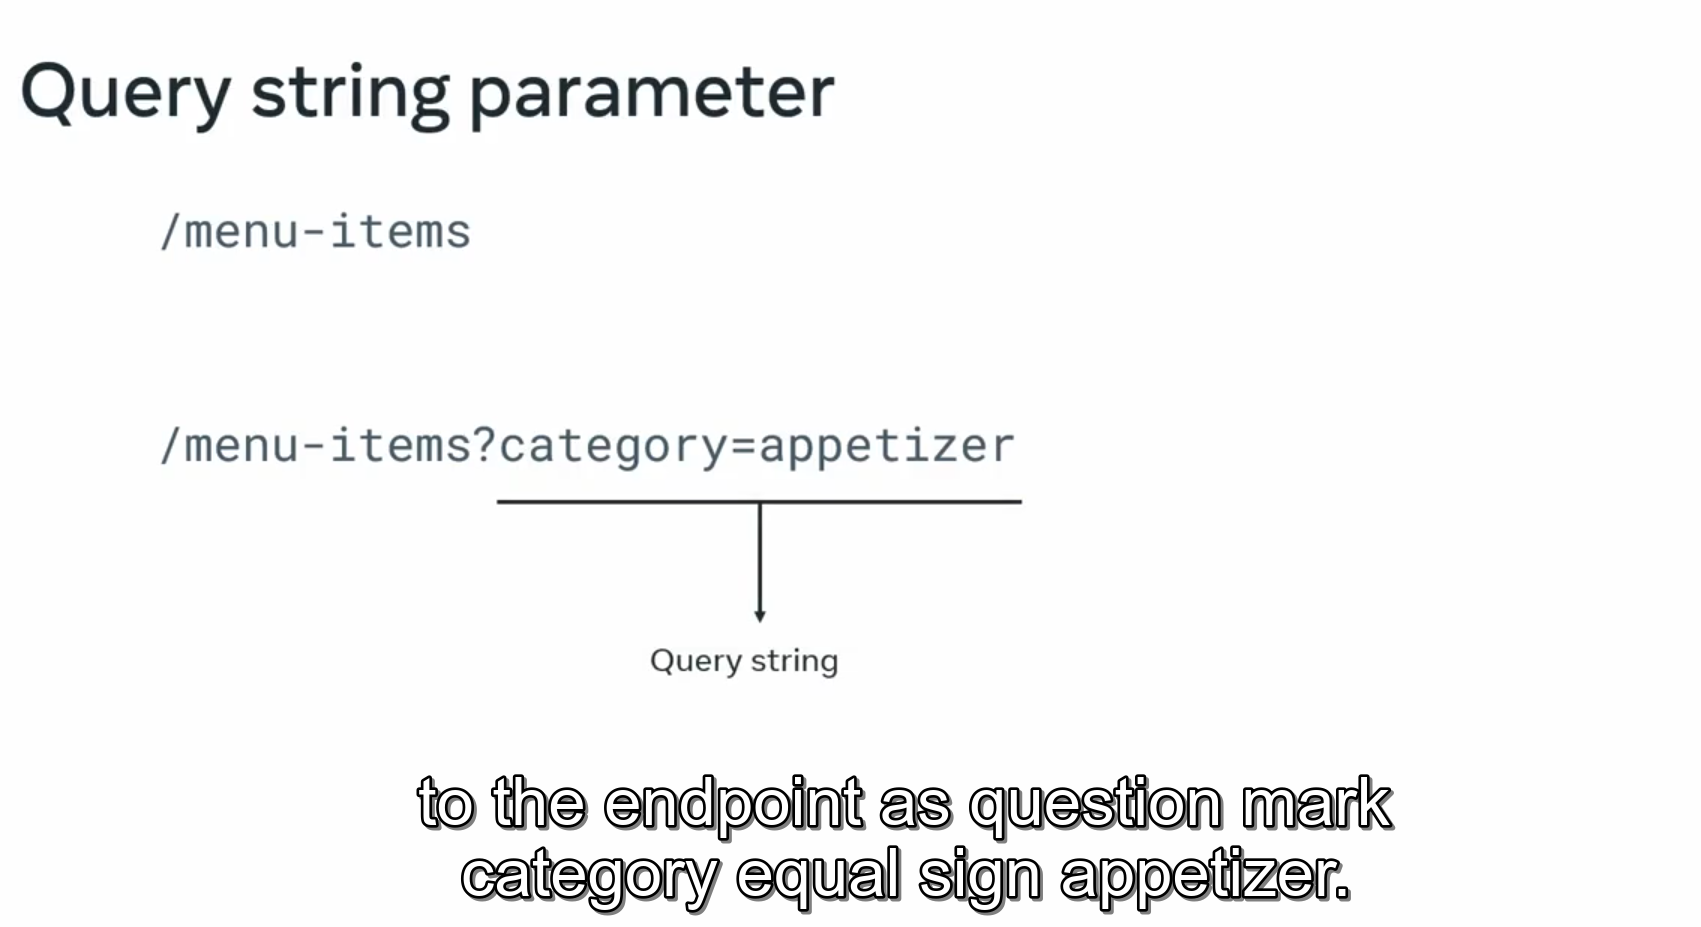 Query string parameter
/menu-items
/menu-items?category=appetizer
Query string
to the endpoint as question mark
category equal sign appetizer.